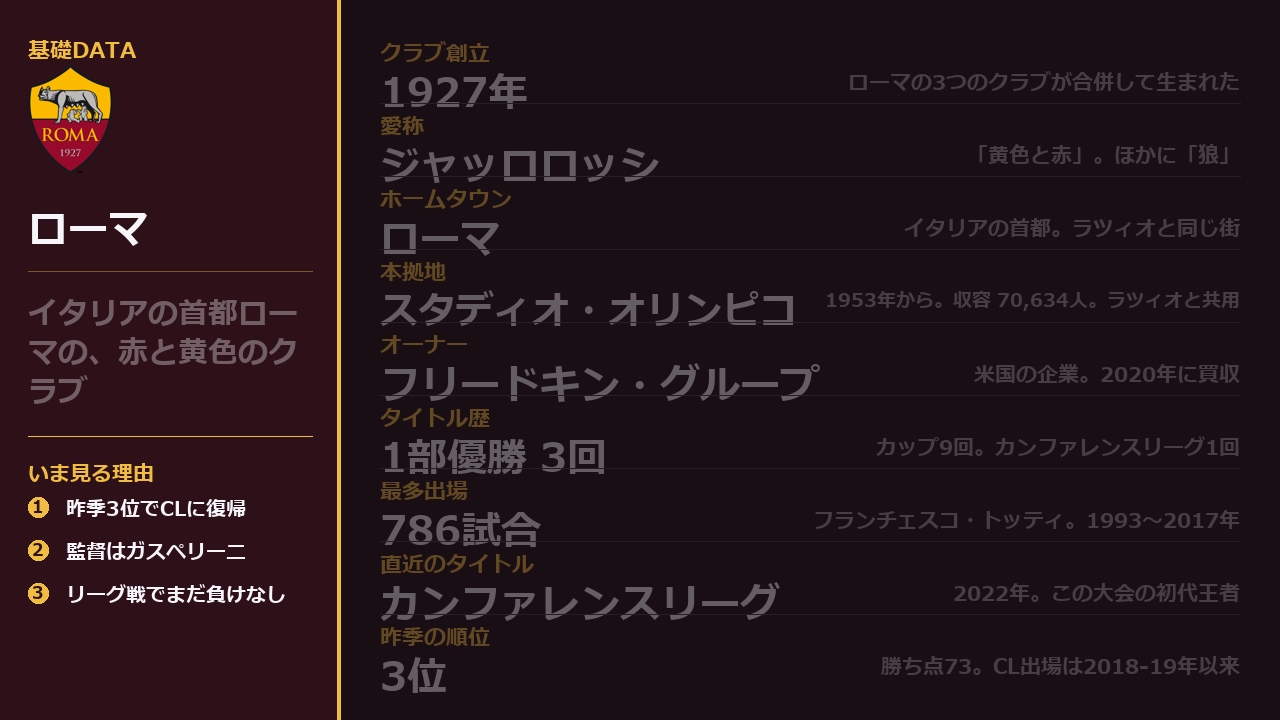 基礎DATA
ROMA
1927
ローマ
イタリアの首都ロー
マの、赤と黄色のク
ラブ
いま見る理由
1 昨季3位でCLに復帰
2 監督はガスペリーニ
3 リーグ戦でまだ負けなし
クラブ創立
1927年 ローマの3つのクラブが合併して生まれた
愛称
ジャッロロッシ 「黄色と赤」。ほかに「狼」
ホームタウン
ローマ イタリアの首都。ラツィオと同じ街
本拠地
スタディオ・オリンピコ 1953年から。収容 70,634人。ラツィオと共用
オーナー
フリードキン・グループ 米国の企業。2020年に買収
タイトル歴
1部優勝 3回 カップ9回。カンファレンスリーグ1回
最多出場
786試合 フランチェスコ・トッティ。1993〜2017年
直近のタイトル
カンファレンスリーグ 2022年。この大会の初代王者
昨季の順位
3位 勝ち点73。CL出場は2018-19年以来